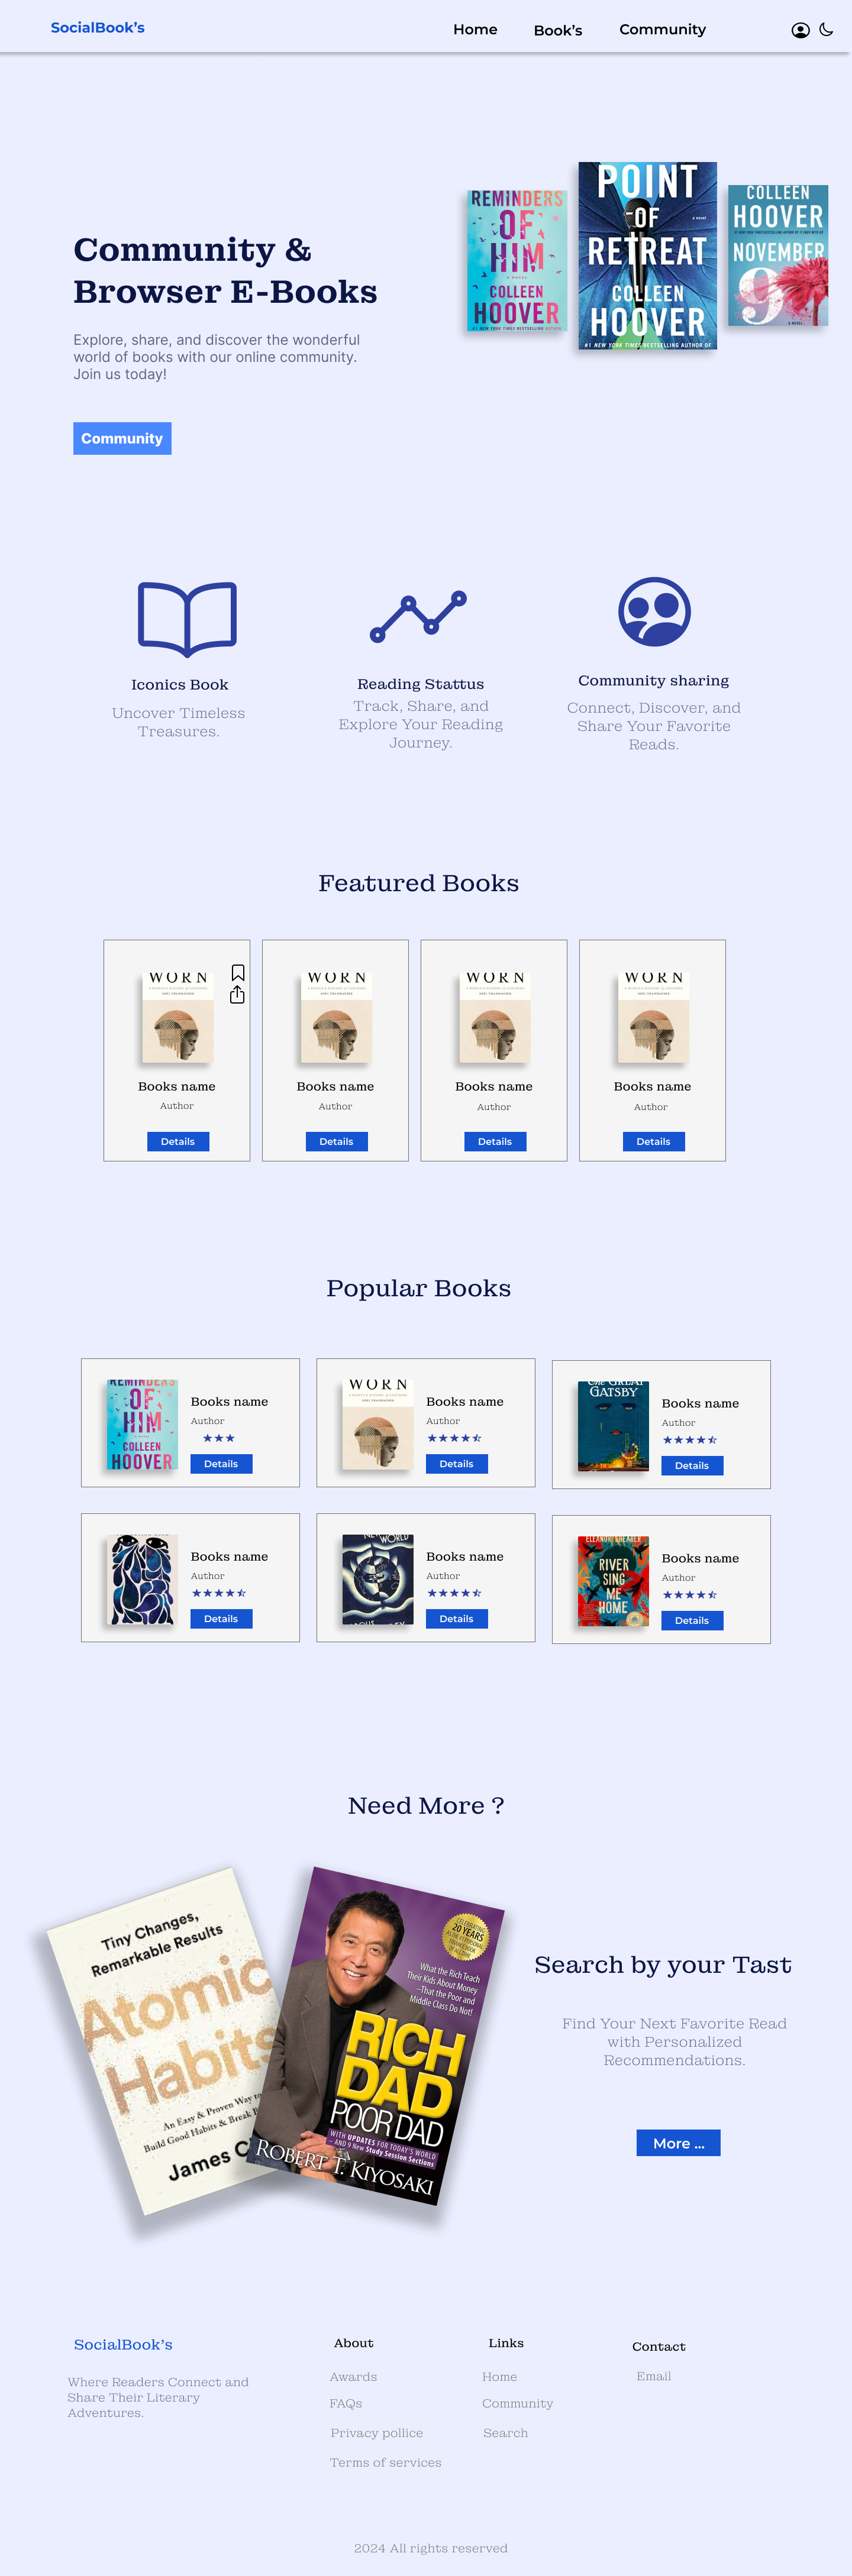 SocialBook's
Home
Book's
Community
Community &
Browser E-Books
Explore, share, and discover the wonderful
world of books with our online community.
Join us today!
Community
REMINDERS
OF
HIM
A NOVEL
COLLEEN
HOOVER
#1 NEW YORK TIMES BESTSELLING AUTHOR
POINT
OF
A NOVEL
RETREAT
COLLEEN
HOOVER
#1 NEW YORK TIMES BESTSELLING AUTHOR OF
COLLEEN
HOOVER
NOVEMBER
9
A NOVEL
Iconics Book
Uncover Timeless
Treasures.
Reading Stattus
Track, Share, and
Explore Your Reading
Journey.
Community sharing
Connect, Discover, and
Share Your Favorite
Reads.
Featured Books
WORN
Books name
Author
Details
WORN
Books name
Author
Details
WORN
Books name
Author
Details
WORN
Books name
Author
Details
Popular Books
REMINDERS
OF
HIM
COLLEEN
HOOVER
Books name
Author
Details
WORN
Books name
Author
Details
The GREAT
GATSBY
Books name
Author
Details
Books name
Author
Details
WORLD
Books name
Author
Details
ELEANOR SHEARER
RIVER
SING
ME
HOME
Books name
Author
Details
Need More ?
Tiny Changes,
Remarkable Results
Atomic
Habits
An Easy & Proven Way to
Build Good Habits & Break B
James C
CELEBRATING
20 YEARS
What the Rich Teach
Their Kids About Money
–That the Poor and
Middle Class Do Not!
RICH
DAD
POOR DAD
WITH UPDATES FOR TODAY'S WORLD
– AND 9 New Study Session Sections
ROBERT T. KIYOSAKI
Search by your Tast
Find Your Next Favorite Read
with Personalized
Recommendations.
More ...
SocialBook's
Where Readers Connect and
Share Their Literary
Adventures.
About
Awards
FAQs
Privacy pollice
Terms of services
Links
Home
Community
Search
Contact
Email
2024 All rights reserved